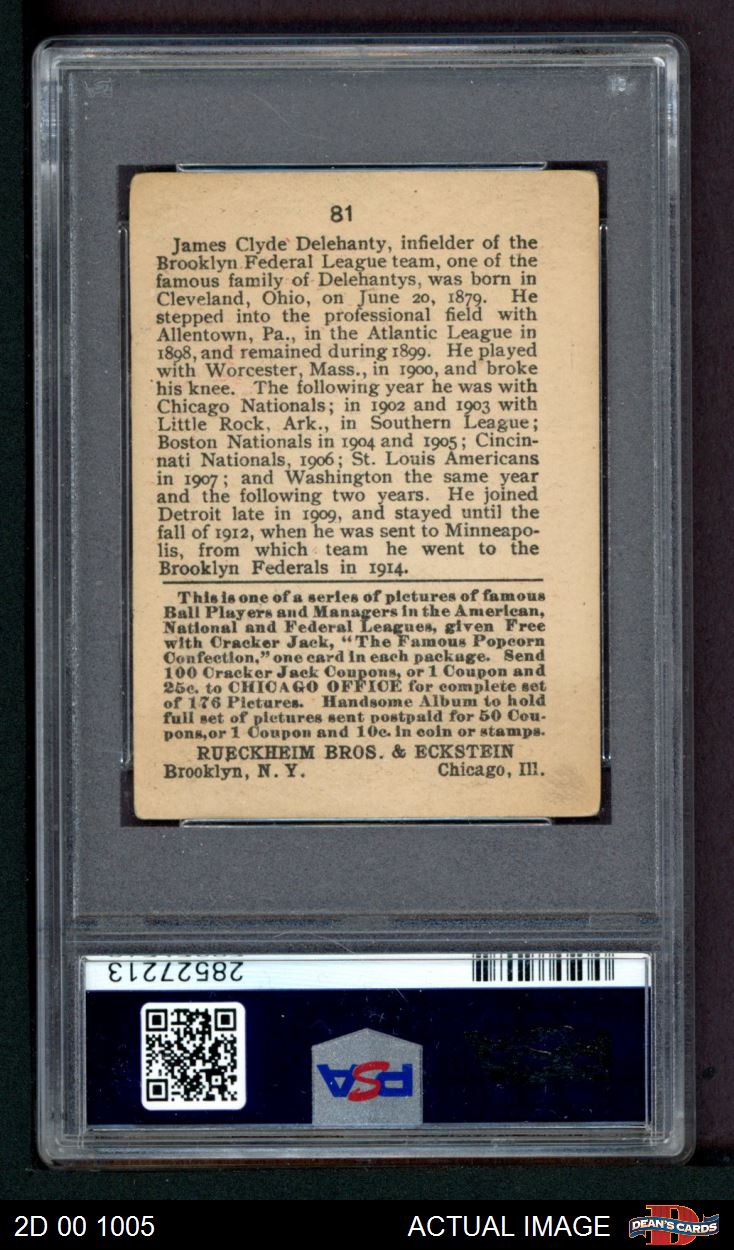 81
James Clyde Delehanty, infielder of the
Brooklyn Federal League team, one of the
famous family of Delehantys, was born in
Cleveland, Ohio, on June 20, 1879. He
stepped into the professional field with
Allentown, Pa., in the Atlantic League in
1898, and remained during 1899. He played
with Worcester, Mass., in 1900, and broke
his knee. The following year he was with
Chicago Nationals; in 1902 and 1903 with
Little Rock, Ark., in Southern League;
Boston Nationals in 1904 and 1905; Cincin-
nati Nationals, 1906; St. Louis Americans
in 1907; and Washington the same year
and the following two years. He joined
Detroit late in 1909, and stayed until the
fall of 1912, when he was sent to Minneapo-
lis, from which team he went to the
Brooklyn Federals in 1914.
This is one of a series of pictures of famous
Ball Players and Managers in the American,
National and Federal Leagues, given Free
with Cracker Jack, "The Famous Popcorn
Confection," one card in each package. Send
100 Cracker Jack Coupons, or 1 Coupon and
25c. to CHICAGO OFFICE for complete set
of 176 Pictures. Handsome Album to hold
full set of pictures sent postpaid for 50 Cou-
pons, or 1 Coupon and 10c. in coin or stamps.
RUECKHEIM BROS. & ECKSTEIN
Brooklyn, N. Y. Chicago, Ill.
28527213
PSA
2D 00 1005 ACTUAL IMAGE D DEAN'S CARDS